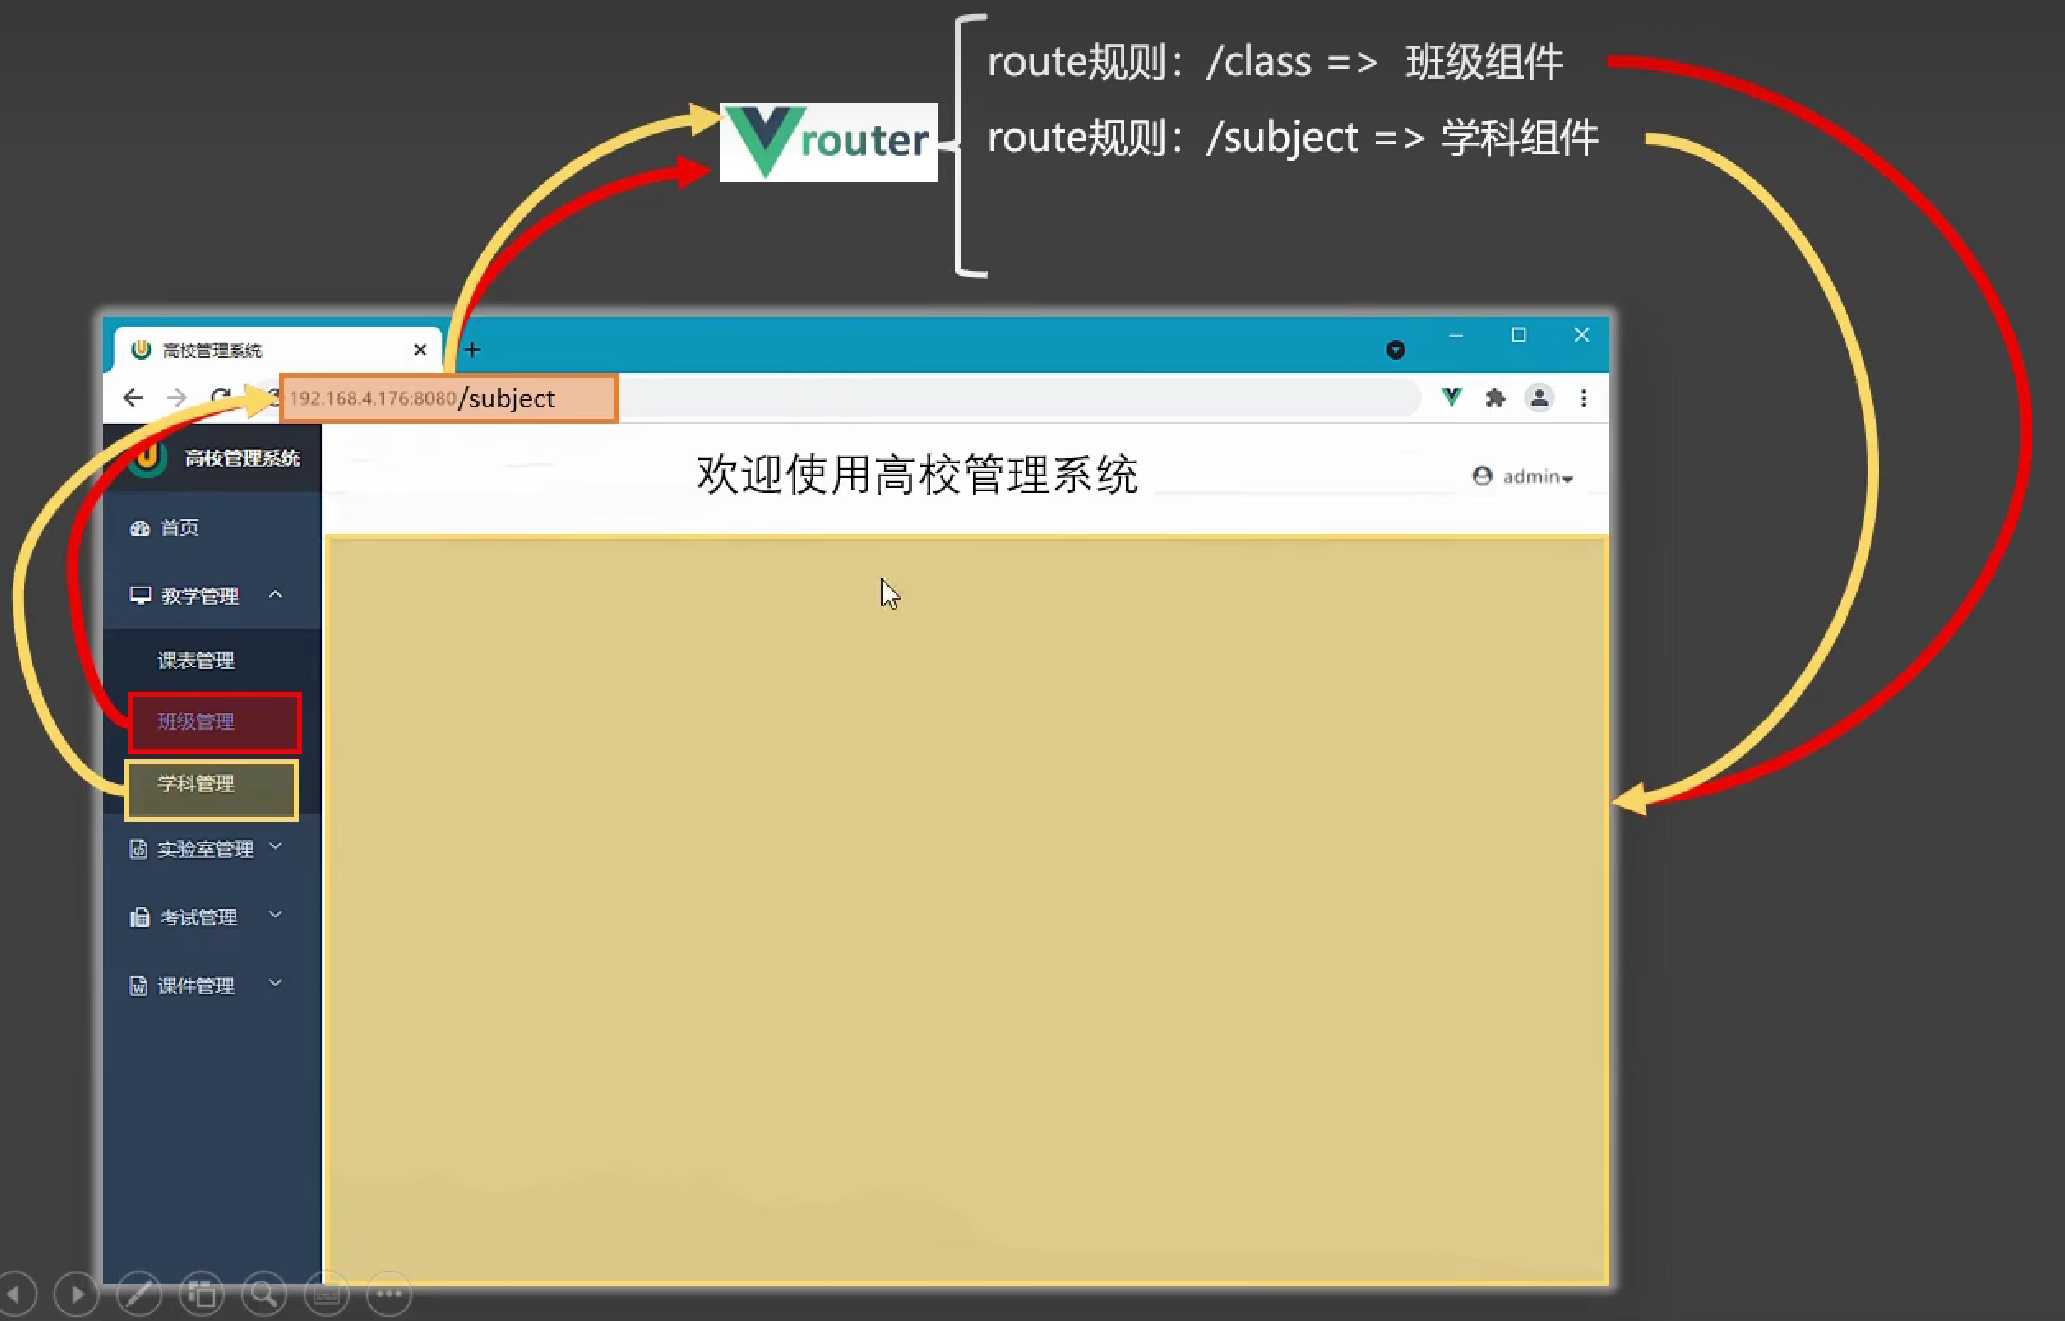 route规则：/class => 班级组件
route规则：/subject => 学科组件
router
高校管理系统
192.168.4.176:8080/subject
高校管理系统
欢迎使用高校管理系统
admin
首页
教学管理
课表管理
班级管理
学科管理
实验室管理
考试管理
课件管理